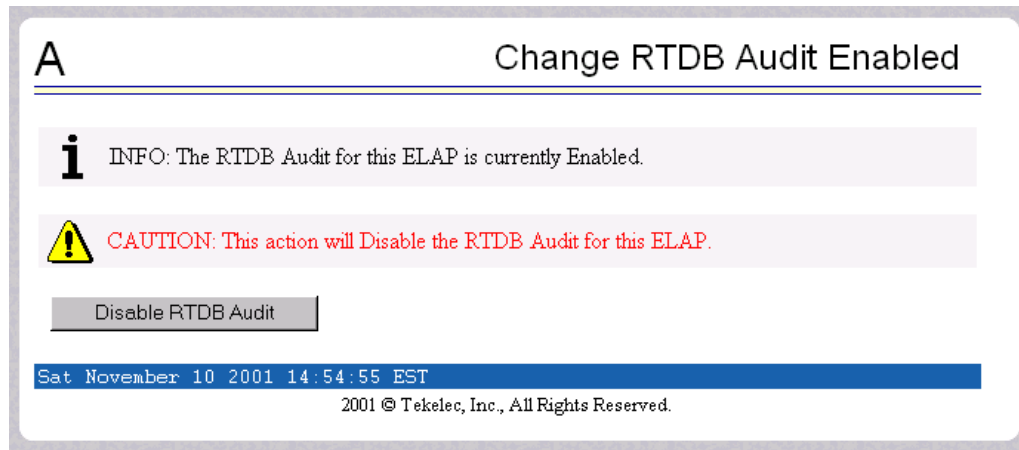 A
Change RTDB Audit Enabled
INFO: The RTDB Audit for this ELAP is currently Enabled.
CAUTION: This action will Disable the RTDB Audit for this ELAP.
Disable RTDB Audit
Sat November 10 2001 14:54:55 EST
2001 © Tekelec, Inc., All Rights Reserved.